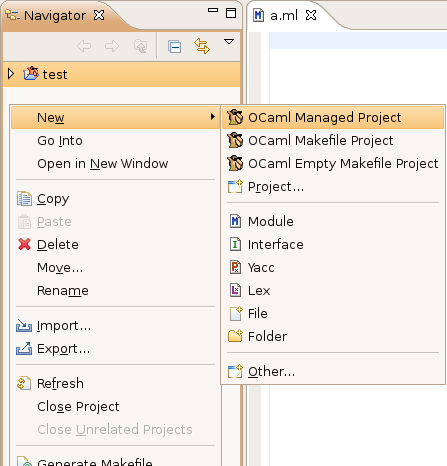 Navigator
a.ml
test
New
Go Into
Open in New Window
Copy
Paste
Delete
Move...
Rename
Import...
Export...
Refresh
Close Project
Close Unrelated Projects
Generate Makefile
OCaml Managed Project
OCaml Makefile Project
OCaml Empty Makefile Project
Project...
Module
Interface
Yacc
Lex
File
Folder
Other...